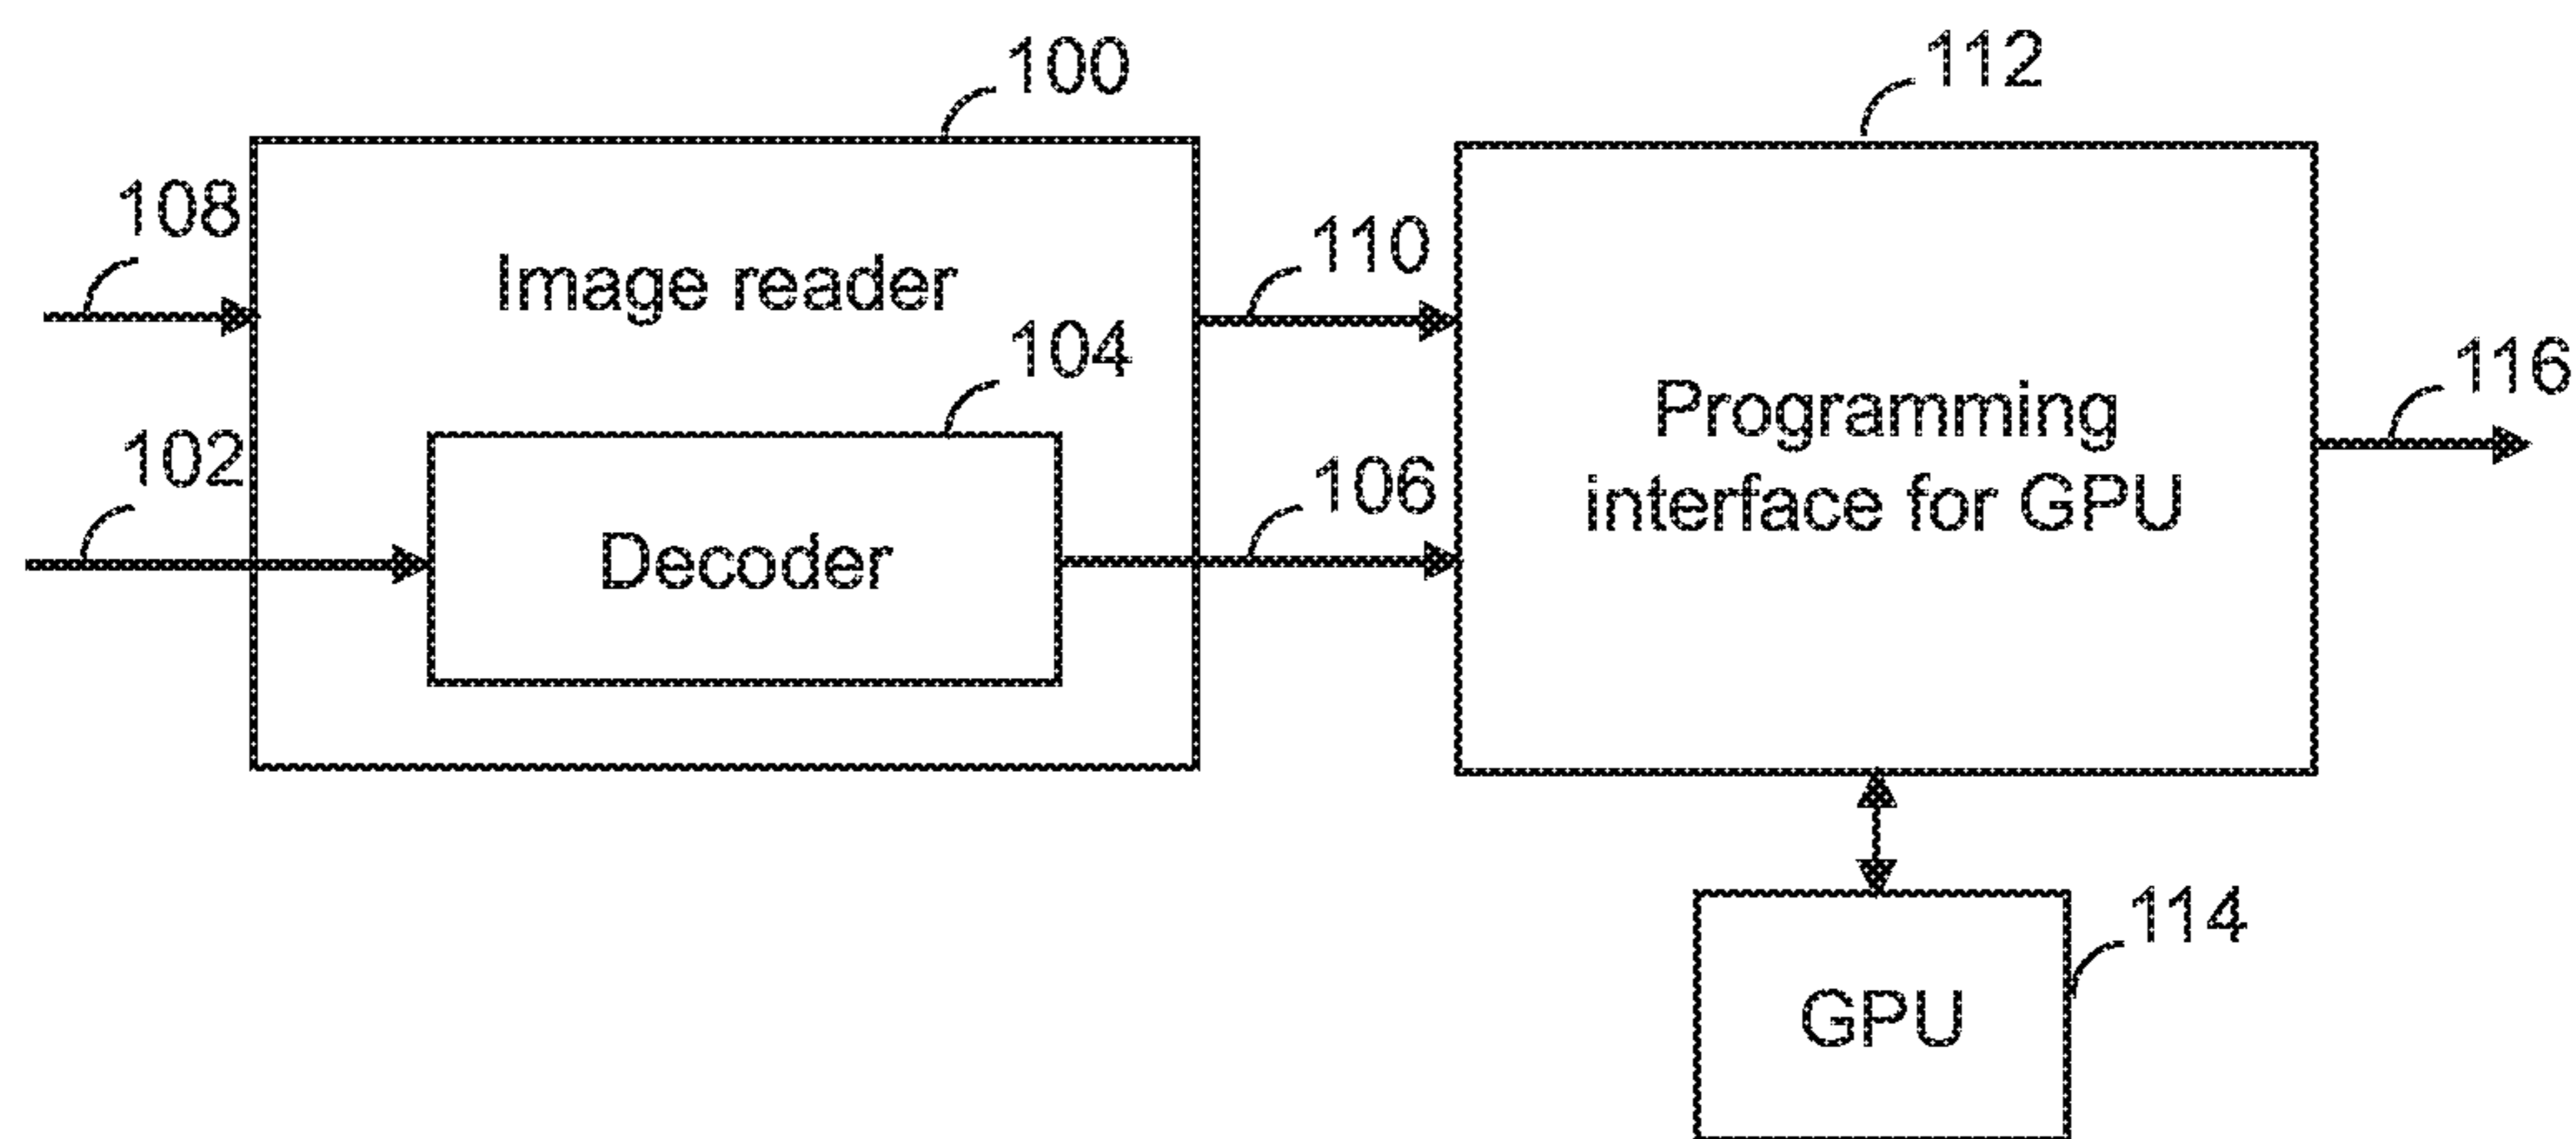 100
112
108
110
Image reader
104
116
Programming
interface for GPU
102
106
Decoder
114
GPU